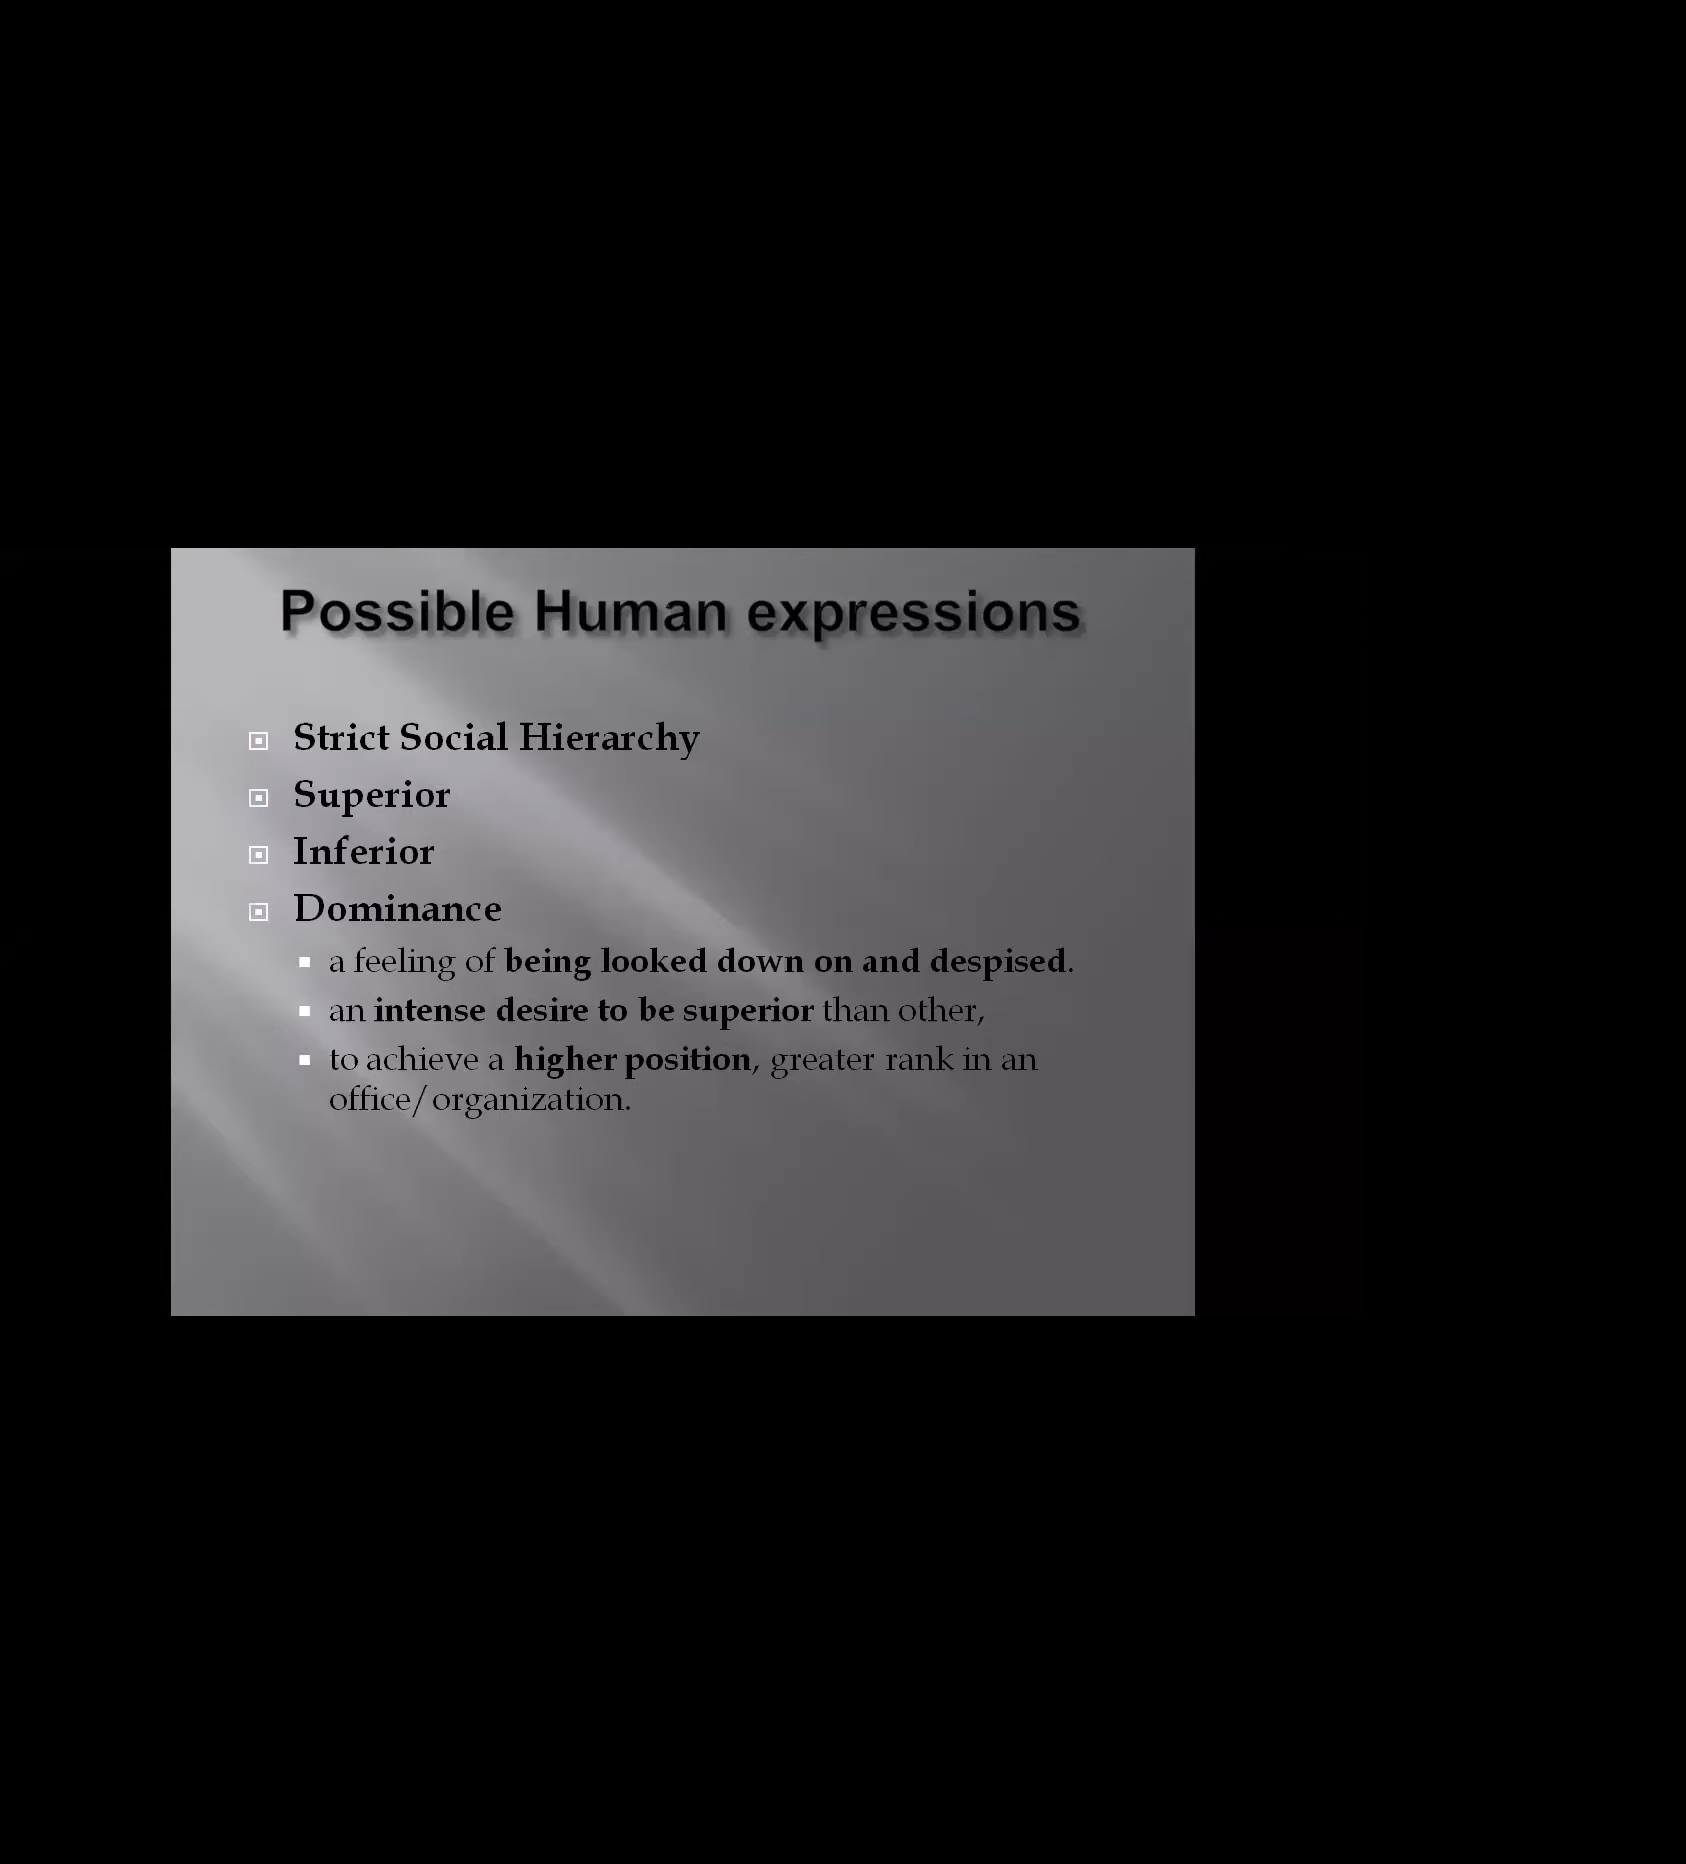 Possible Human expressions
Strict Social Hierarchy
Superior
Inferior
Dominance
a feeling of being looked down on and despised.
an intense desire to be superior than other,
to achieve a higher position, greater rank in an
office/organization.